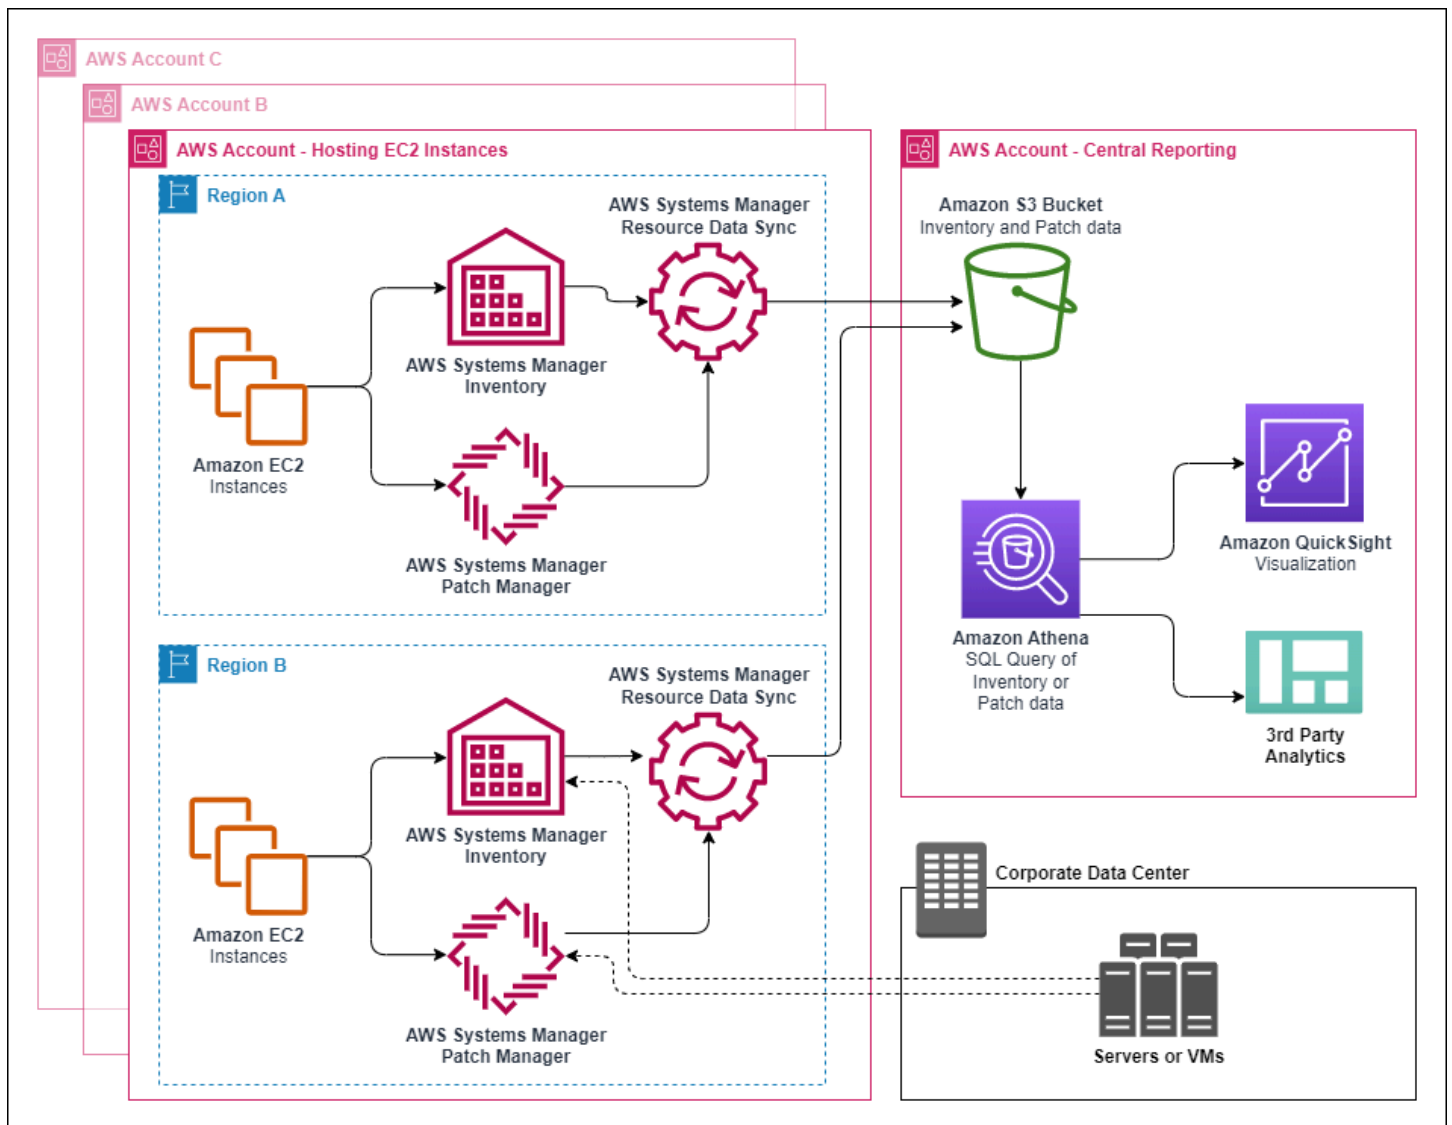 AWS Account C
AWS Account B
AWS Account - Hosting EC2 Instances
Region A
AWS Systems Manager
Resource Data Sync
AWS Systems Manager
Inventory
Amazon EC2
Instances
AWS Systems Manager
Patch Manager
Region B
AWS Systems Manager
Resource Data Sync
AWS Systems Manager
Inventory
Amazon EC2
Instances
AWS Systems Manager
Patch Manager
AWS Account - Central Reporting
Amazon S3 Bucket
Inventory and Patch data
Amazon QuickSight
Visualization
Amazon Athena
SQL Query of
Inventory or
Patch data
3rd Party
Analytics
Corporate Data Center
Servers or VMs